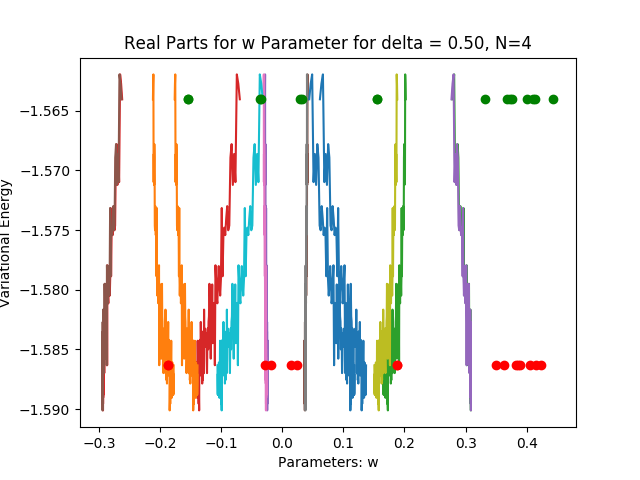 Real Parts for w Parameter for delta = 0.50, N=4
Variational Energy
−1.565
−1.570
−1.575
−1.580
−1.585
−1.590
−0.3 −0.2 −0.1 0.0 0.1 0.2 0.3 0.4
Parameters: w